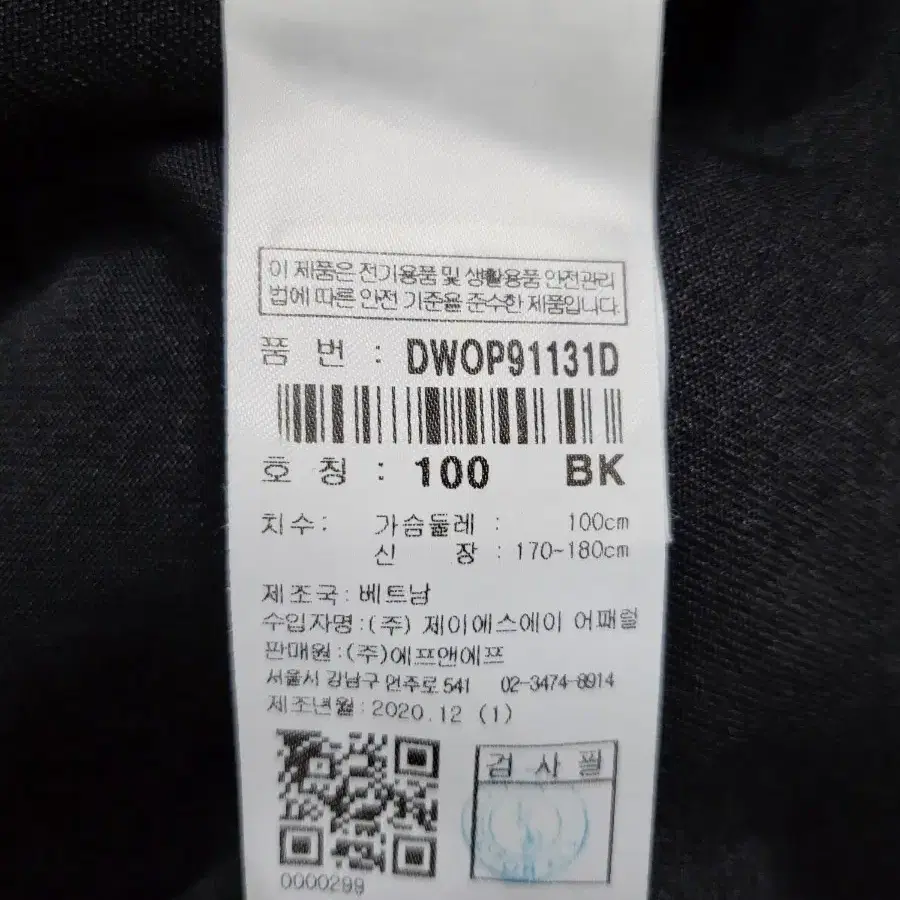 이 제품은 전기용품 및 생활용품 안전관리
법에 따른 안전 기준을 준수한 제품입니다.
품 번 : DWOP91131D
호 칭 : 100 BK
치수: 가슴둘레 : 100cm
신 장 : 170-180cm
제조국: 베트남
수입자명:(주) 제이에스에이 어패럴
판매원:(주)에프앤에프
서울시 강남구 언주로 541 02-3474-8914
제조년월: 2020.12 (1)
검 사 필
0000299